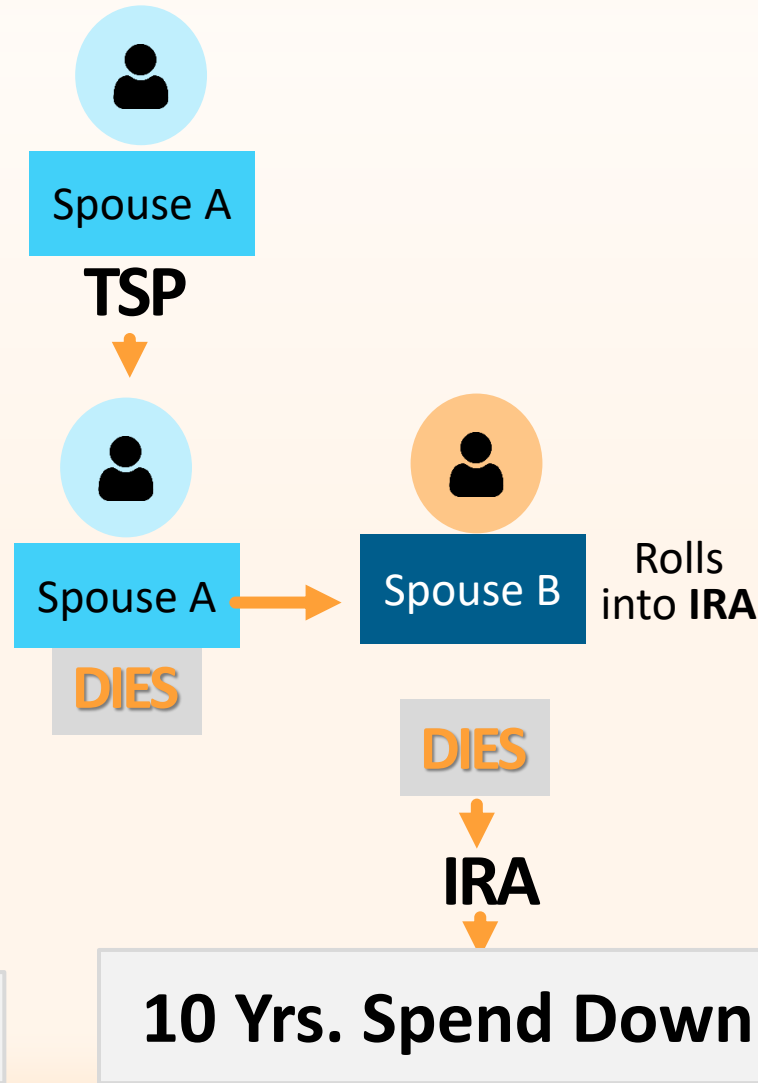 Spouse A
TSP
Spouse A
Spouse B
Rolls
into IRA
DIES
DIES
IRA
10 Yrs. Spend Down